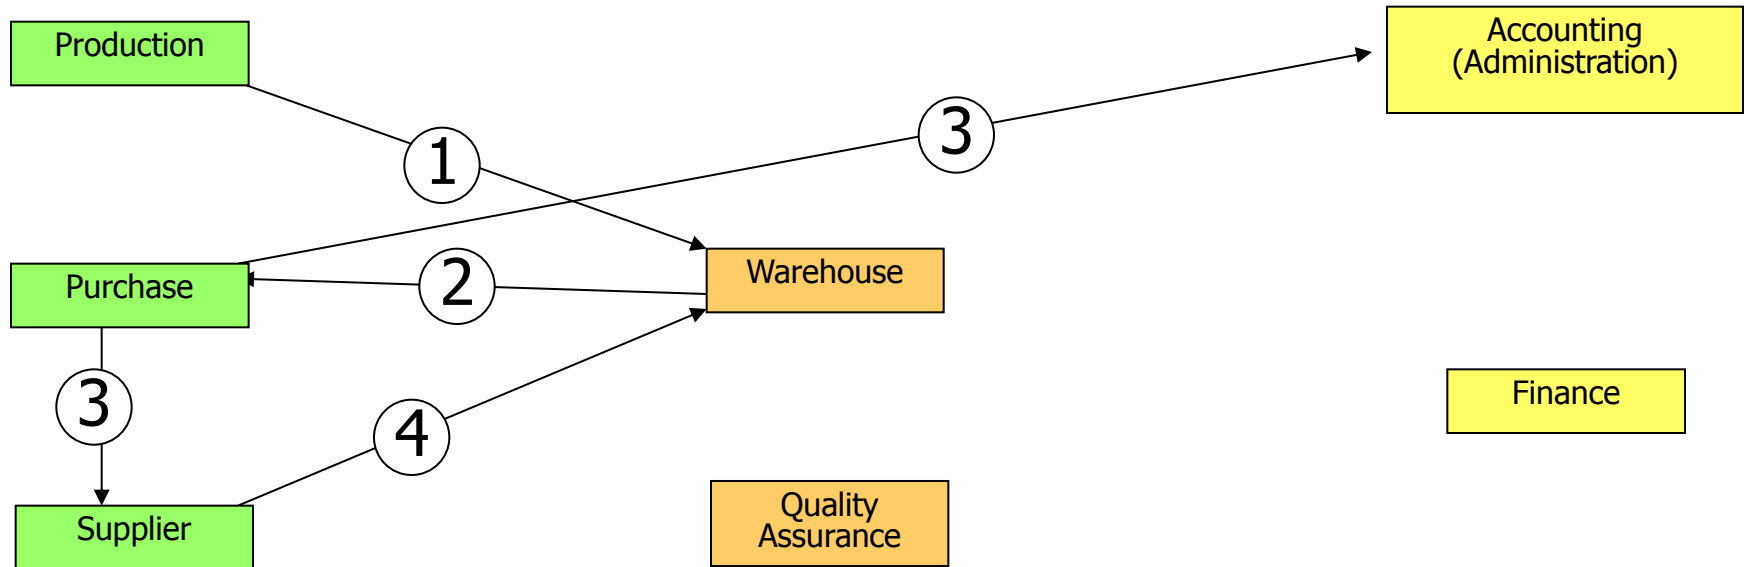 Production
Accounting
(Administration)
3
1
Purchase
2
Warehouse
3
4
Finance
Supplier
Quality
Assurance